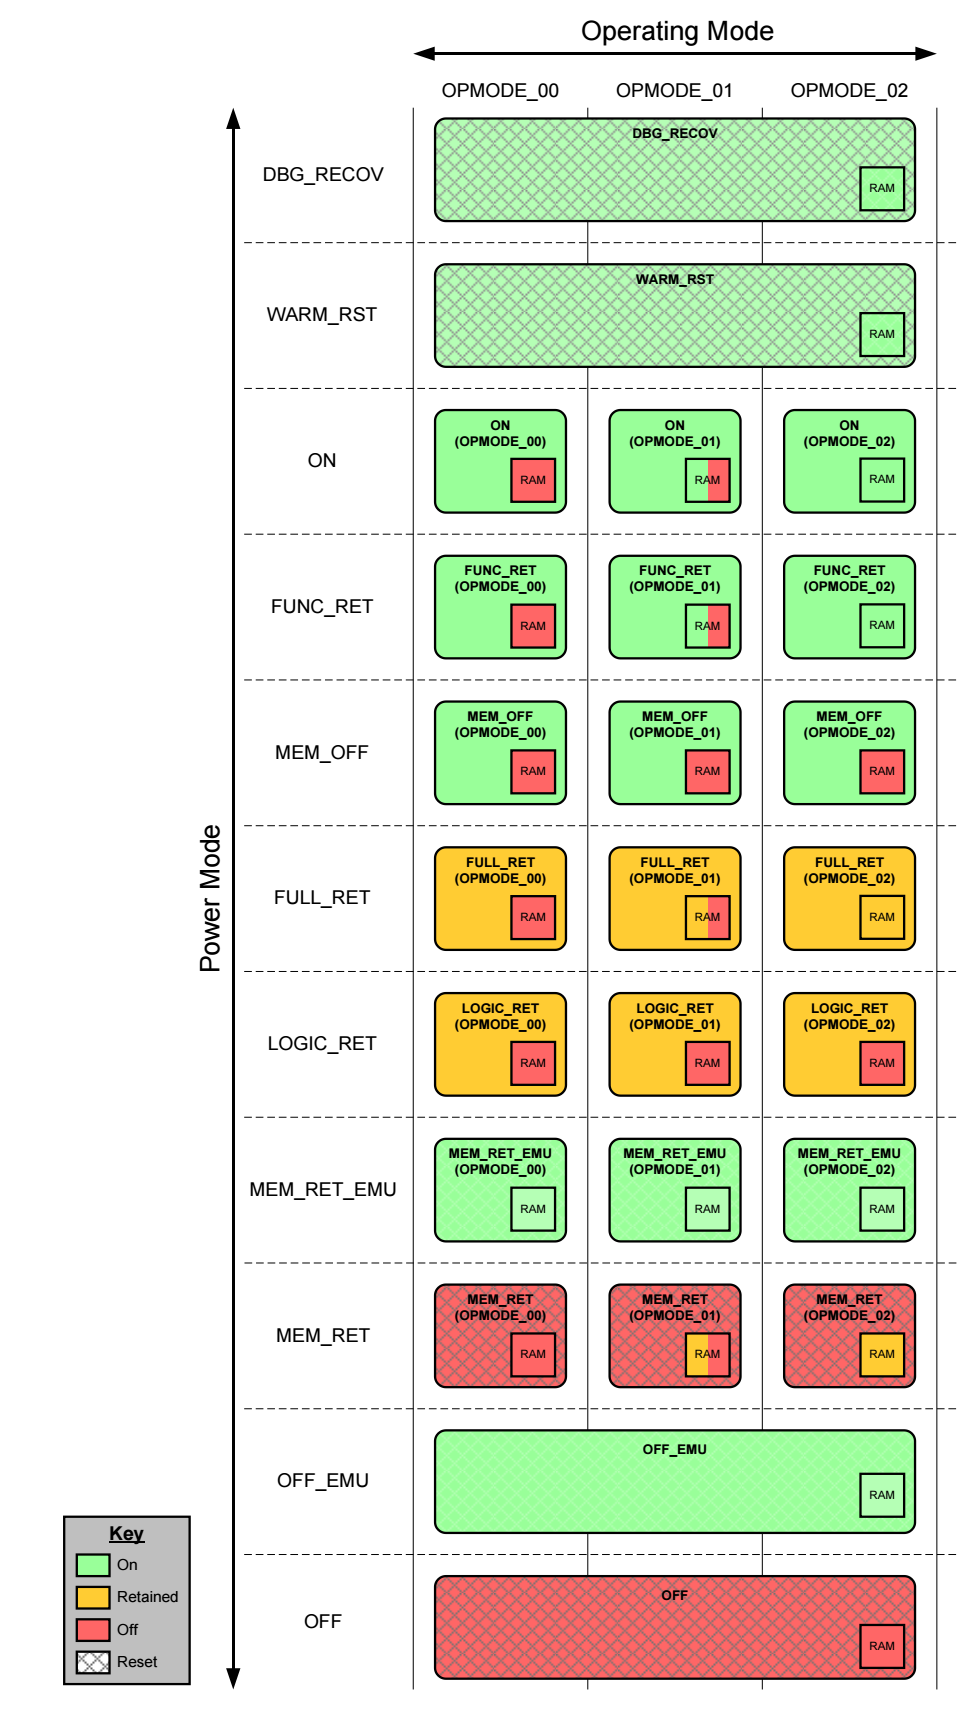 Operating Mode
OPMODE_00 OPMODE_01 OPMODE_02
DBG_RECOV
DBG_RECOV
RAM
WARM_RST
WARM_RST
RAM
ON
ON
(OPMODE_00)
RAM
ON
(OPMODE_01)
RAM
ON
(OPMODE_02)
RAM
FUNC_RET
FUNC_RET
(OPMODE_00)
RAM
FUNC_RET
(OPMODE_01)
RAM
FUNC_RET
(OPMODE_02)
RAM
MEM_OFF
MEM_OFF
(OPMODE_00)
RAM
MEM_OFF
(OPMODE_01)
RAM
MEM_OFF
(OPMODE_02)
RAM
Power Mode
FULL_RET
FULL_RET
(OPMODE_00)
RAM
FULL_RET
(OPMODE_01)
RAM
FULL_RET
(OPMODE_02)
RAM
LOGIC_RET
LOGIC_RET
(OPMODE_00)
RAM
LOGIC_RET
(OPMODE_01)
RAM
LOGIC_RET
(OPMODE_02)
RAM
MEM_RET_EMU
MEM_RET_EMU
(OPMODE_00)
RAM
MEM_RET_EMU
(OPMODE_01)
RAM
MEM_RET_EMU
(OPMODE_02)
RAM
MEM_RET
MEM_RET
(OPMODE_00)
RAM
MEM_RET
(OPMODE_01)
RAM
MEM_RET
(OPMODE_02)
RAM
OFF_EMU
OFF_EMU
RAM
OFF
OFF
RAM
Key
On
Retained
Off
Reset